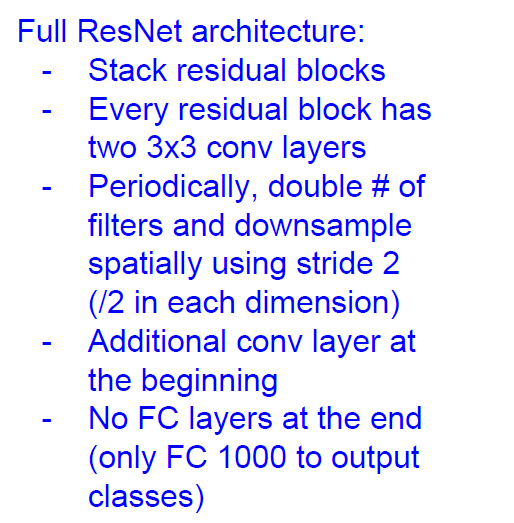 Full ResNet architecture:
- Stack residual blocks
- Every residual block has
two 3x3 conv layers
- Periodically, double # of
filters and downsample
spatially using stride 2
(/2 in each dimension)
- Additional conv layer at
the beginning
- No FC layers at the end
(only FC 1000 to output
classes)